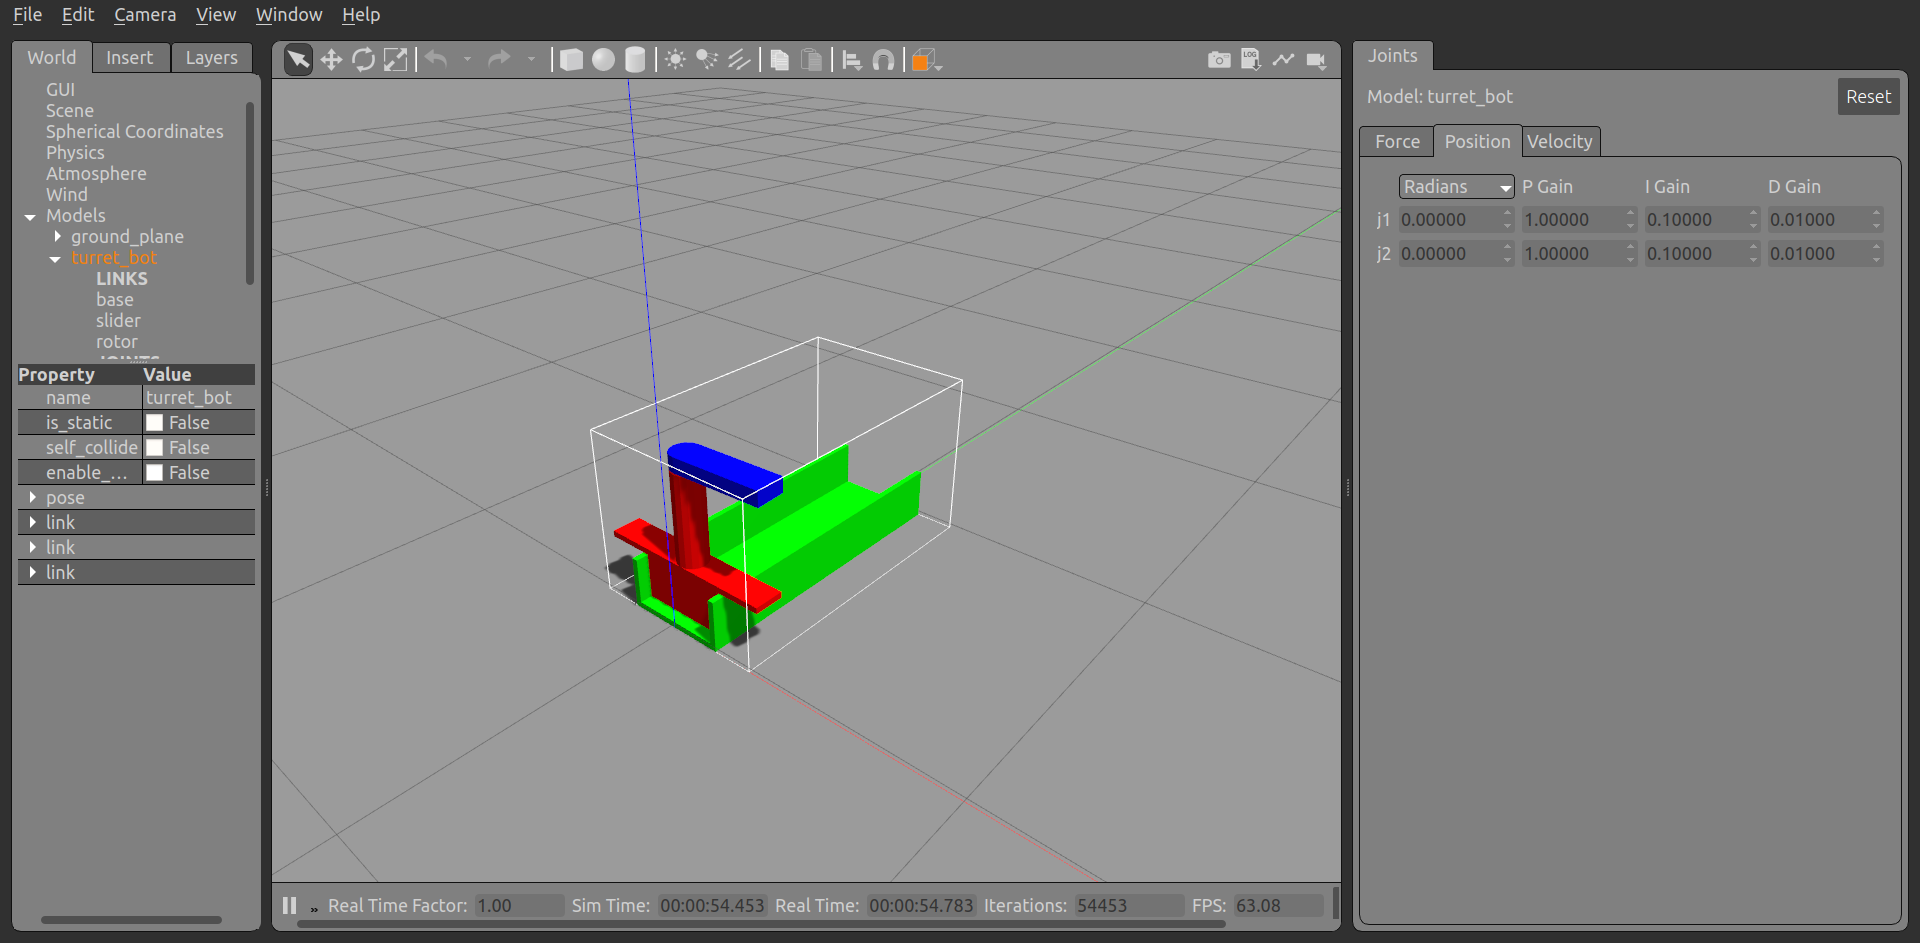 File Edit Camera View Window Help
World Insert Layers
GUI
Scene
Spherical Coordinates
Physics
Atmosphere
Wind
Models
ground_plane
turret_bot
LINKS
base
slider
rotor
JOINTS
Property Value
name turret_bot
is_static False
self_collide False
enable_... False
pose
link
link
link
LOG
Real Time Factor: 1.00 Sim Time: 00:00:54.453 Real Time: 00:00:54.783 Iterations: 54453 FPS: 63.08
Joints
Model: turret_bot Reset
Force Position Velocity
Radians P Gain I Gain D Gain
j1 0.00000 1.00000 0.10000 0.01000
j2 0.00000 1.00000 0.10000 0.01000